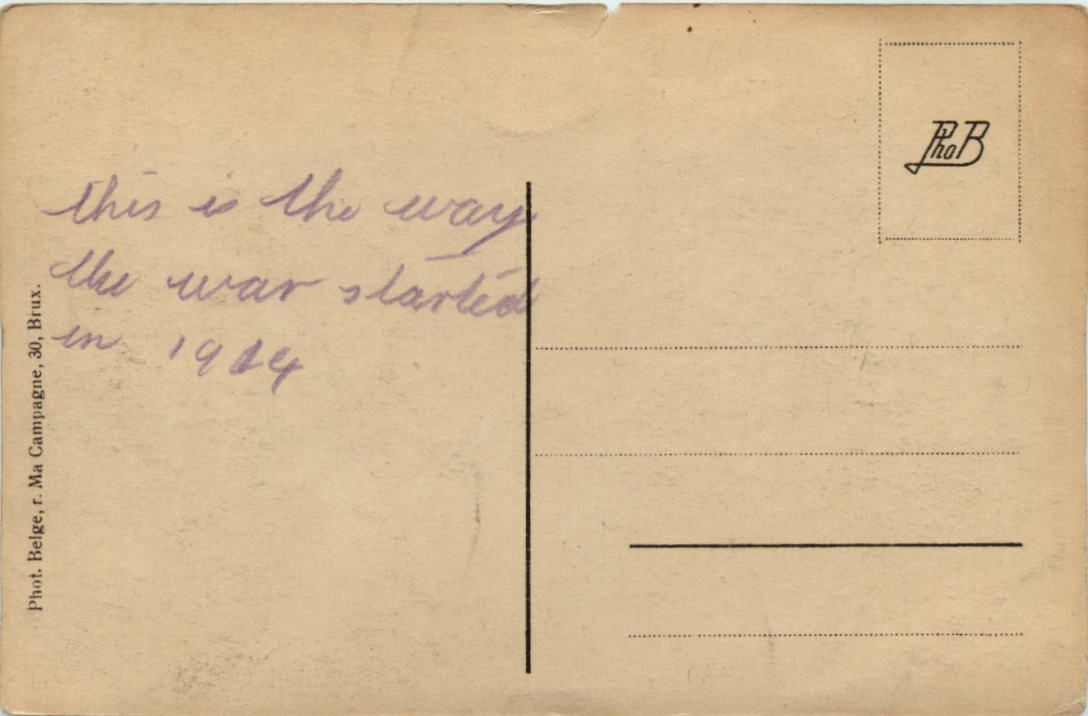 this is the way
the war started
in 1914
Phot. Belge, r. Ma Campagne, 30, Brux.
PhoB